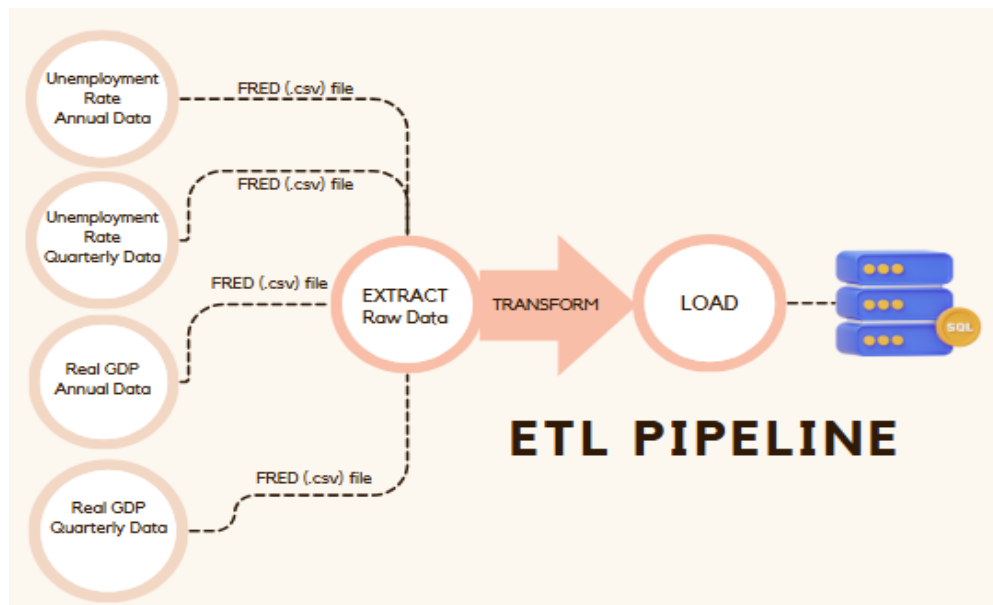 Unemployment
Rate
Annual Data
FRED (.csv) file
Unemployment
Rate
Quarterly Data
FRED (.csv) file
Real GDP
Annual Data
FRED (.csv) file
Real GDP
Quarterly Data
FRED (.csv) file
EXTRACT
Raw Data
TRANSFORM
LOAD
SQL
ETL PIPELINE